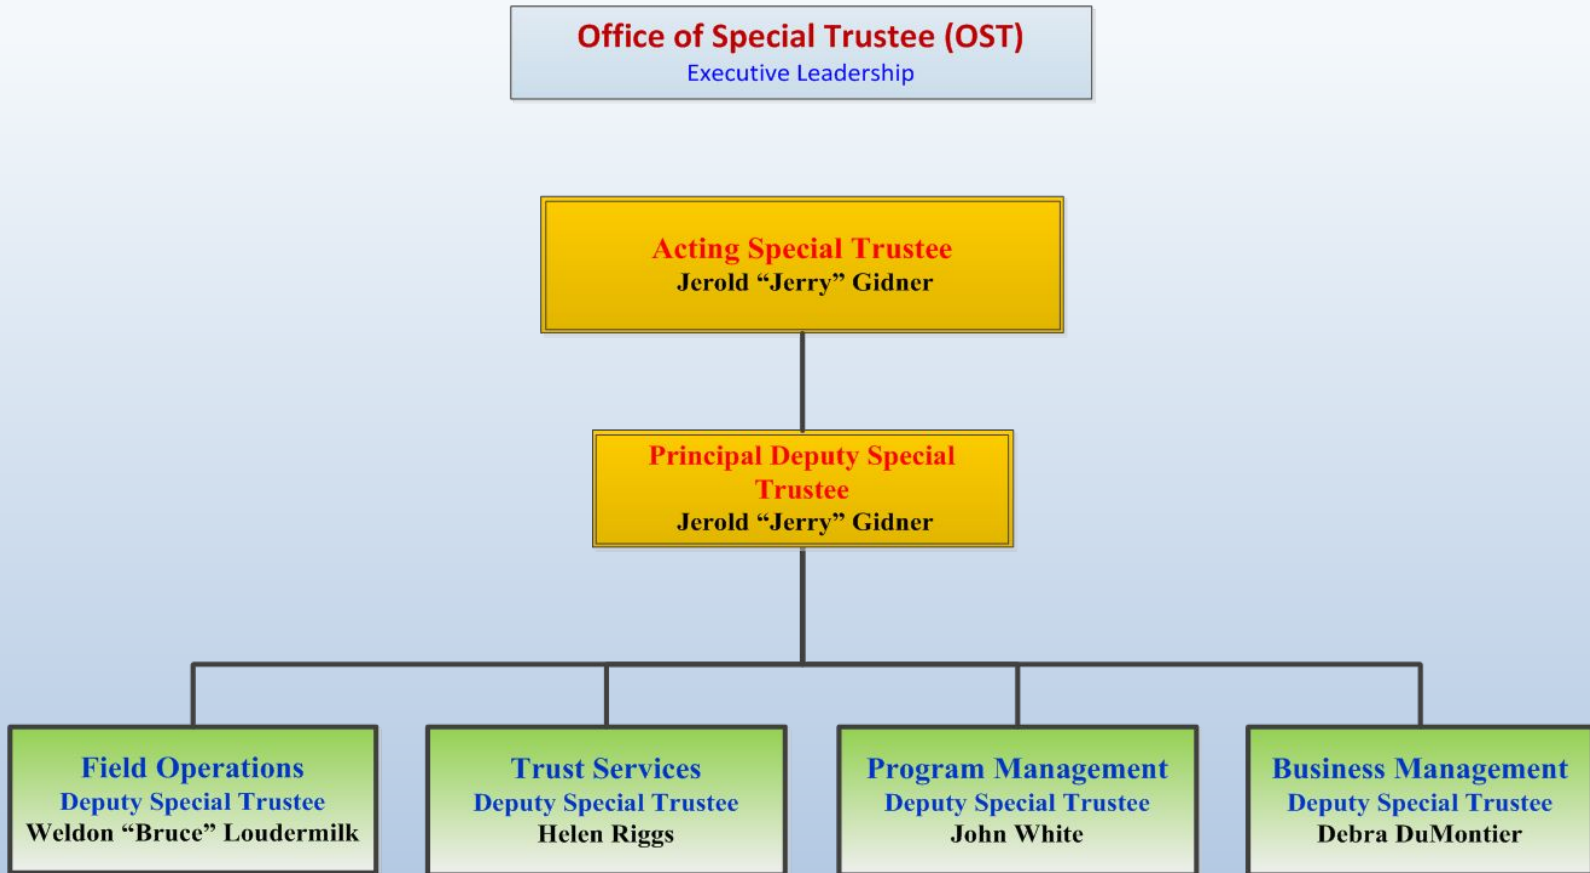 Office of Special Trustee (OST)
Executive Leadership
Acting Special Trustee
Jerold “Jerry” Gidner
Principal Deputy Special
Trustee
Jerold “Jerry” Gidner
Field Operations
Deputy Special Trustee
Weldon “Bruce” Loudermilk
Trust Services
Deputy Special Trustee
Helen Riggs
Program Management
Deputy Special Trustee
John White
Business Management
Deputy Special Trustee
Debra DuMontier